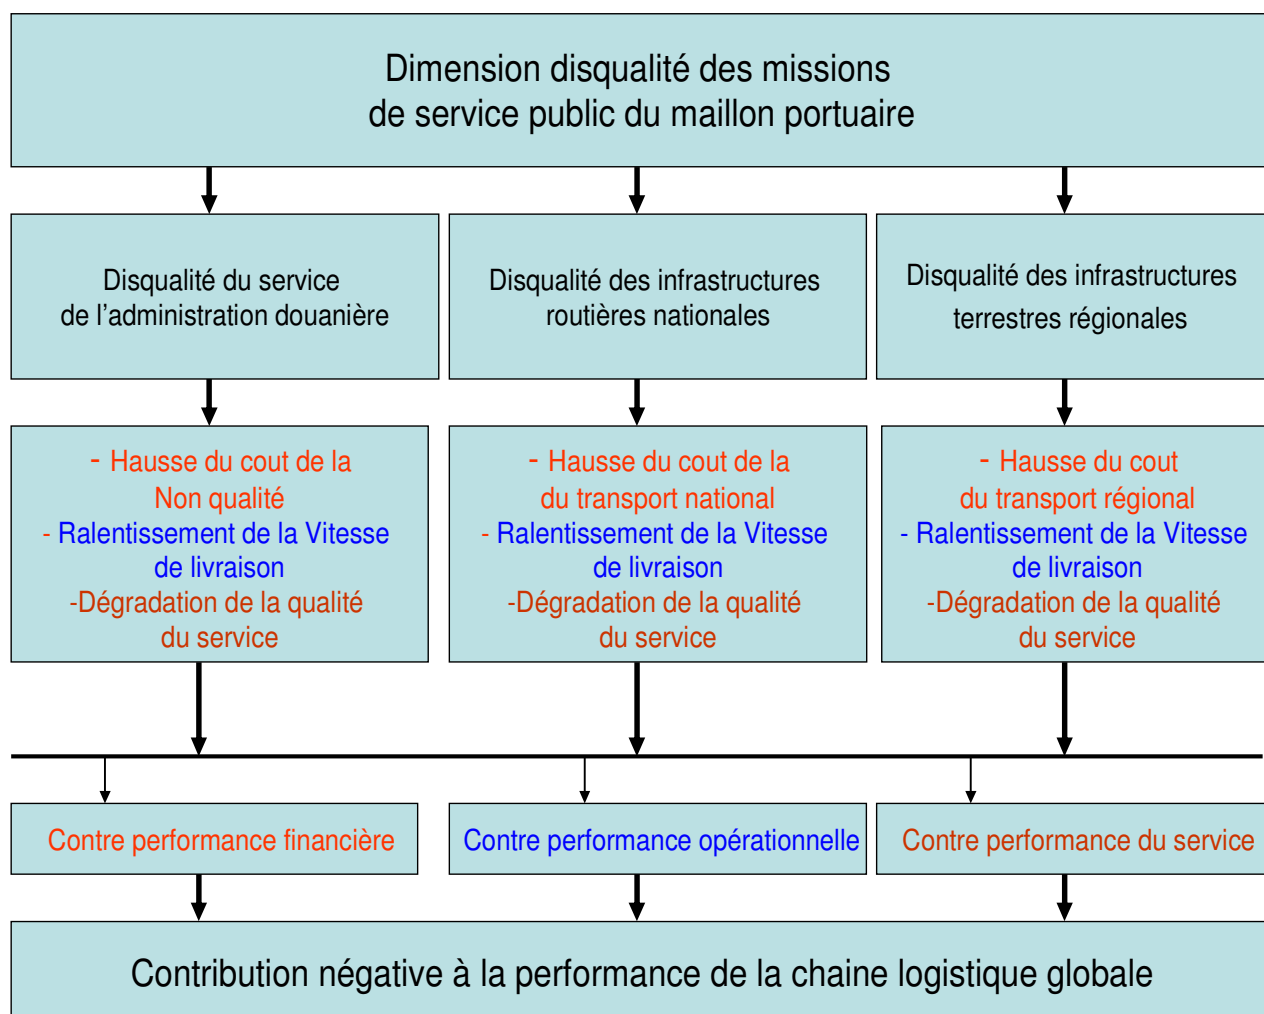 Dimension disqualité des missions
de service public du maillon portuaire
Disqualité du service
de l’administration douanière
Disqualité des infrastructures
routières nationales
Disqualité des infrastructures
terrestres régionales
- Hausse du cout de la
Non qualité
- Ralentissement de la Vitesse
de livraison
-Dégradation de la qualité
du service
- Hausse du cout de la
du transport national
- Ralentissement de la Vitesse
de livraison
-Dégradation de la qualité
du service
- Hausse du cout
du transport régional
- Ralentissement de la Vitesse
de livraison
-Dégradation de la qualité
du service
Contre performance financière
Contre performance opérationnelle
Contre performance du service
Contribution négative à la performance de la chaine logistique globale